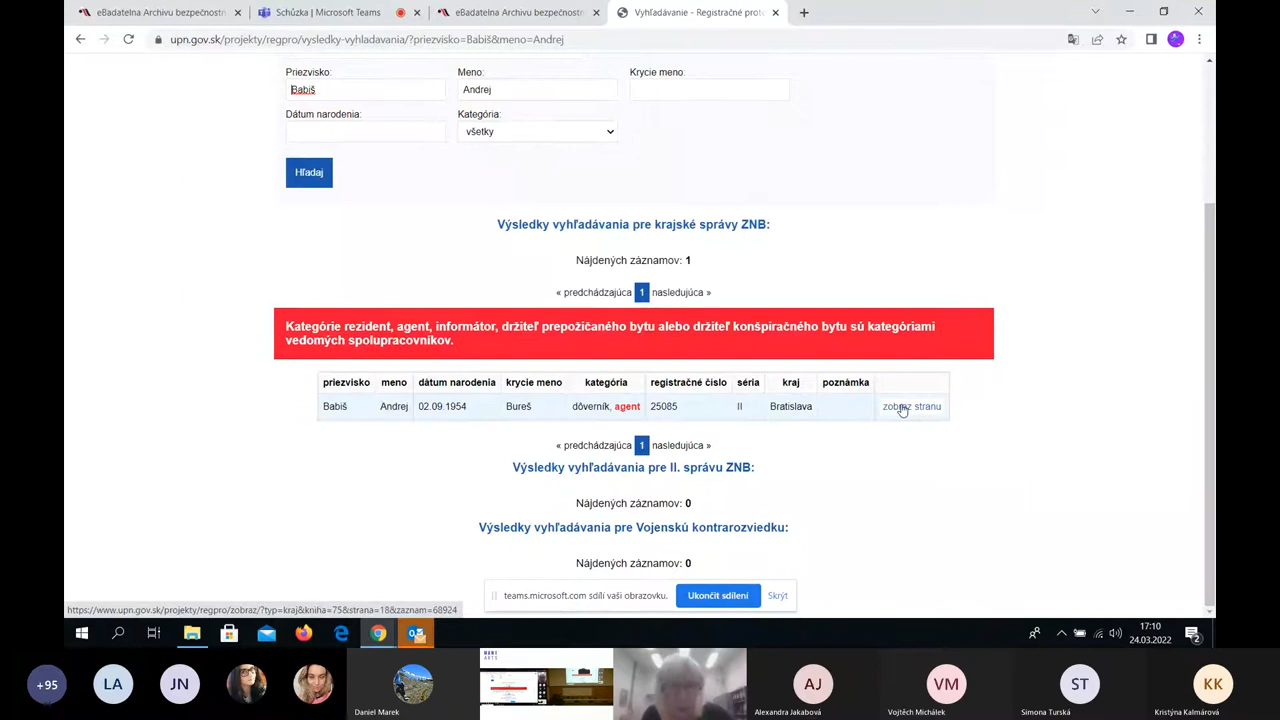 eBadatelna Archivu bezpečnostn
Schůzka | Microsoft Teams
eBadatelna Archivu bezpečnostn
Vyhľadávanie - Registračné prot
upn.gov.sk/projekty/regpro/vysledky-vyhladavania/?priezvisko=Babiš&meno=Andrej
Priezvisko: Meno: Krycie meno:
Babiš Andrej
Dátum narodenia: Kategória:
všetky
Hľadaj
Výsledky vyhľadávania pre krajské správy ZNB:
Nájdených záznamov: 1
« predchádzajúca 1 nasledujúca »
Kategórie rezident, agent, informátor, držiteľ prepožičaného bytu alebo držiteľ konšpiračného bytu sú kategóriami
vedomých spolupracovníkov.
priezvisko meno dátum narodenia krycie meno kategória registračné číslo séria kraj poznámka
Babiš Andrej 02.09.1954 Bureš dôverník, agent 25085 II Bratislava zobraz stranu
« predchádzajúca 1 nasledujúca »
Výsledky vyhľadávania pre II. správu ZNB:
Nájdených záznamov: 0
Výsledky vyhľadávania pre Vojenskú kontrarozviedku:
Nájdených záznamov: 0
teams.microsoft.com sdílí vaši obrazovku. Ukončit sdílení Skrýt
https://www.upn.gov.sk/projekty/regpro/zobraz/?typ=kraj&kniha=75&strana=18&zaznam=68924
17:10
24.03.2022
2
+95 LA JN AJ VM ST KK
MUNI
ARTS
Daniel Marek Alexandra Jakabová Vojtěch Michálek Simona Turská Kristýna Kalmárová